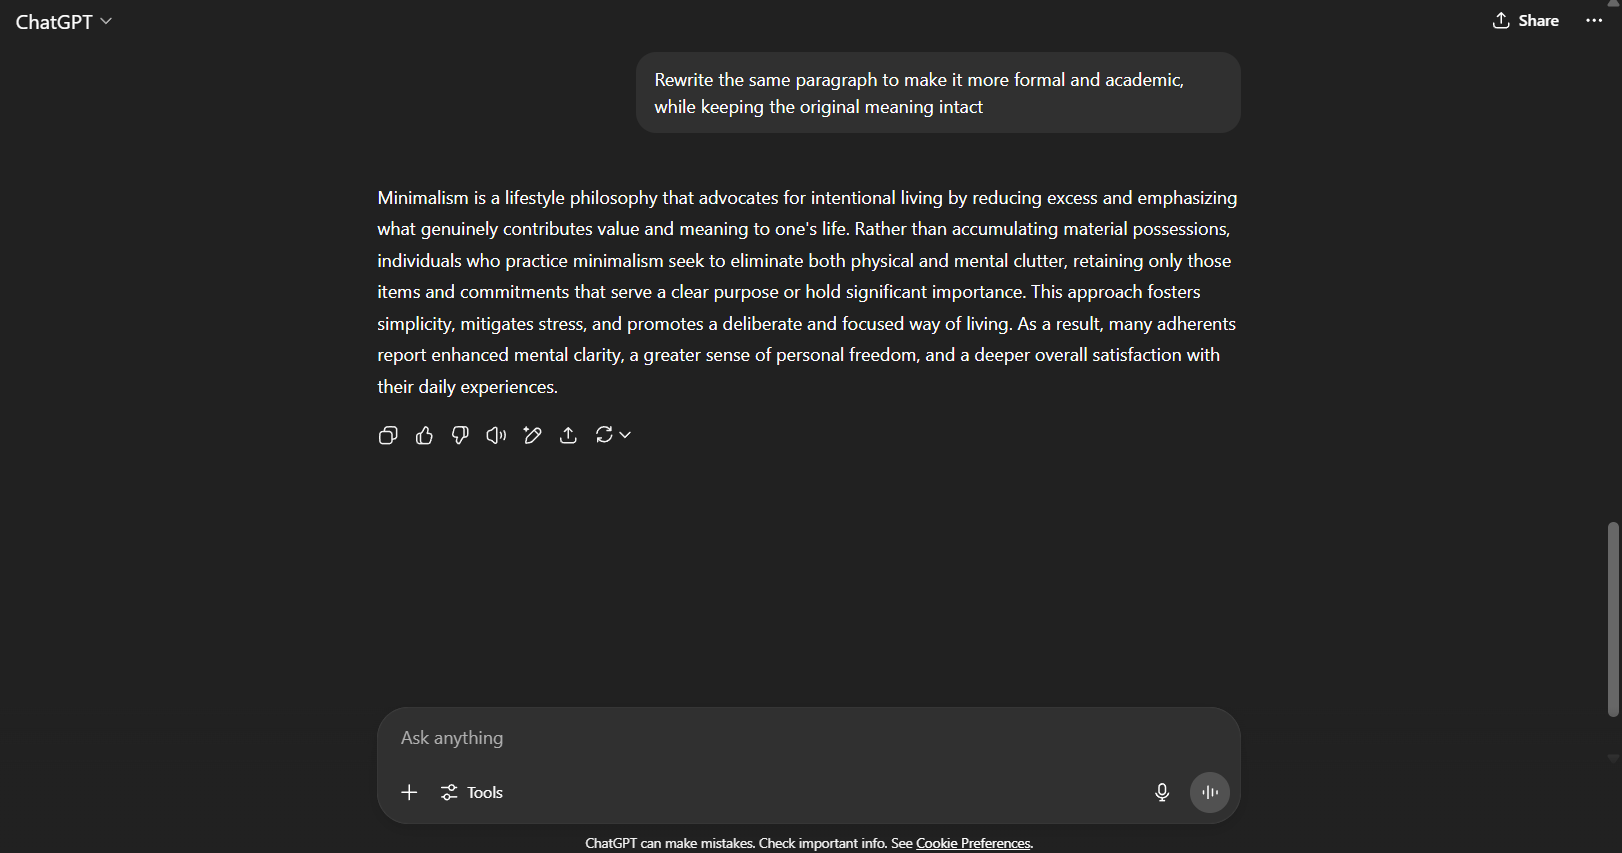 ChatGPT
Share
Rewrite the same paragraph to make it more formal and academic,
while keeping the original meaning intact
Minimalism is a lifestyle philosophy that advocates for intentional living by reducing excess and emphasizing
what genuinely contributes value and meaning to one's life. Rather than accumulating material possessions,
individuals who practice minimalism seek to eliminate both physical and mental clutter, retaining only those
items and commitments that serve a clear purpose or hold significant importance. This approach fosters
simplicity, mitigates stress, and promotes a deliberate and focused way of living. As a result, many adherents
report enhanced mental clarity, a greater sense of personal freedom, and a deeper overall satisfaction with
their daily experiences.
Ask anything
Tools
ChatGPT can make mistakes. Check important info. See Cookie Preferences.